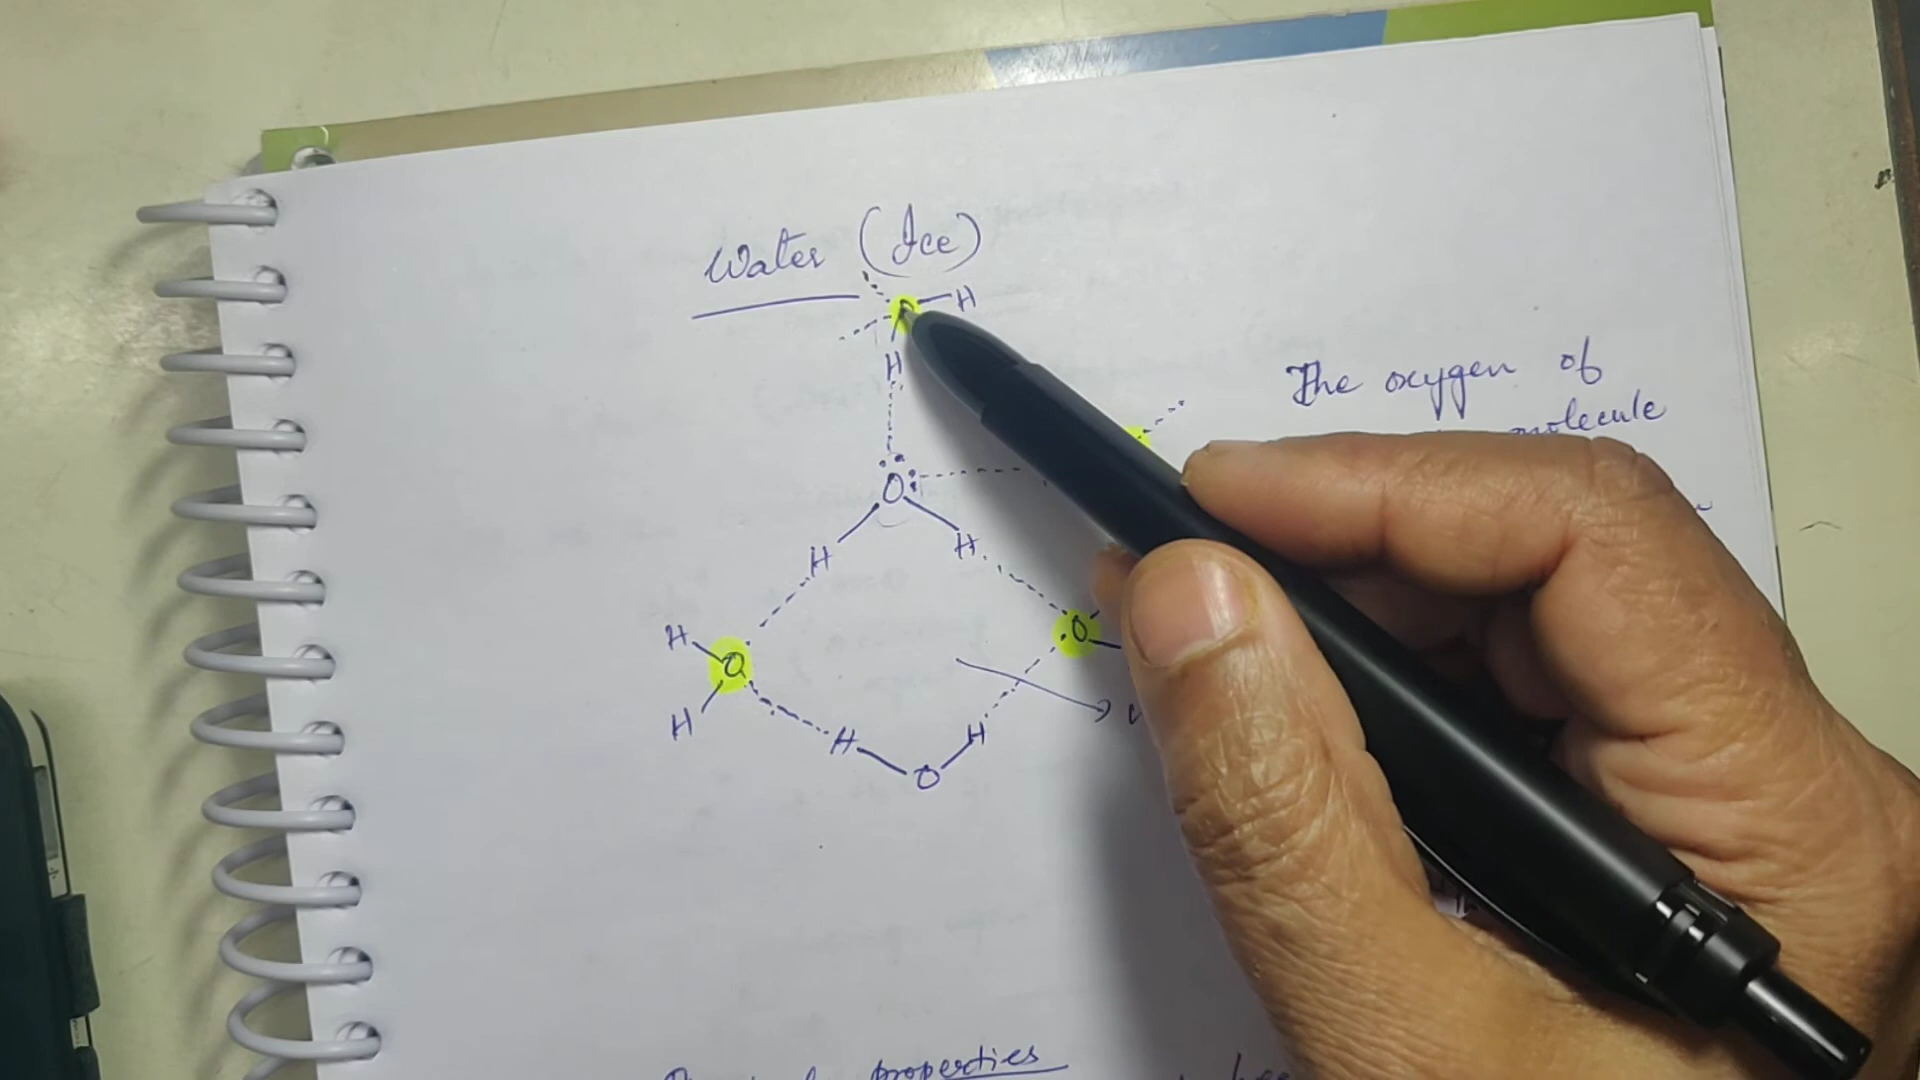 Water (Ice)
O H
H
The oxygen of
molecule
O
H H
H
O
O
H
H
H
O
properties